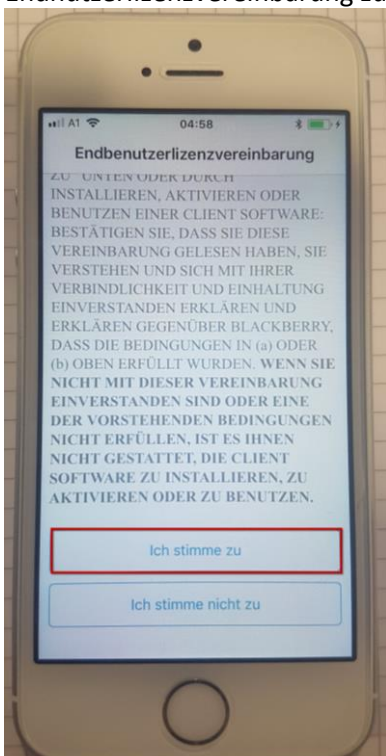 A1 04:58
Endbenutzerlizenzvereinbarung
ZU UNTEN ODER DURCH
INSTALLIEREN, AKTIVIEREN ODER
BENUTZEN EINER CLIENT SOFTWARE:
BESTÄTIGEN SIE, DASS SIE DIESE
VEREINBARUNG GELESEN HABEN, SIE
VERSTEHEN UND SICH MIT IHRER
VERBINDLICHKEIT UND EINHALTUNG
EINVERSTANDEN ERKLÄREN UND
ERKLÄREN GEGENÜBER BLACKBERRY,
DASS DIE BEDINGUNGEN IN (a) ODER
(b) OBEN ERFÜLLT WURDEN. WENN SIE
NICHT MIT DIESER VEREINBARUNG
EINVERSTANDEN SIND ODER EINE
DER VORSTEHENDEN BEDINGUNGEN
NICHT ERFÜLLEN, IST ES IHNEN
NICHT GESTATTET, DIE CLIENT
SOFTWARE ZU INSTALLIEREN, ZU
AKTIVIEREN ODER ZU BENUTZEN.
Ich stimme zu
Ich stimme nicht zu